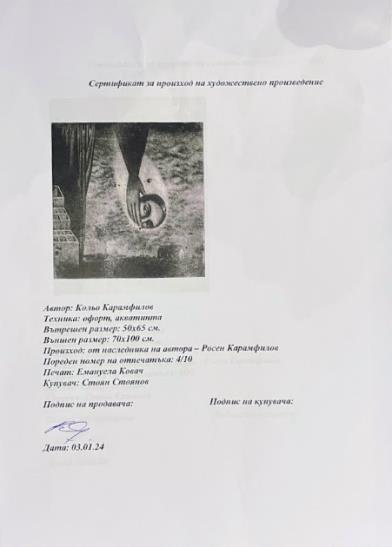 Сертификат за произход на художествено произведение
Автор: Кольо Карамфилов
Техника: офорт, акватинта
Вътрешен размер: 50х65 см.
Външен размер: 70х100 см.
Произход: от наследника на автора – Росен Карамфилов
Пореден номер на отпечатъка: 4/10
Печат: Емануела Ковач
Купувач: Стоян Стоянов
Подпис на продавача: Подпис на купувача:
Дата: 03.01.24